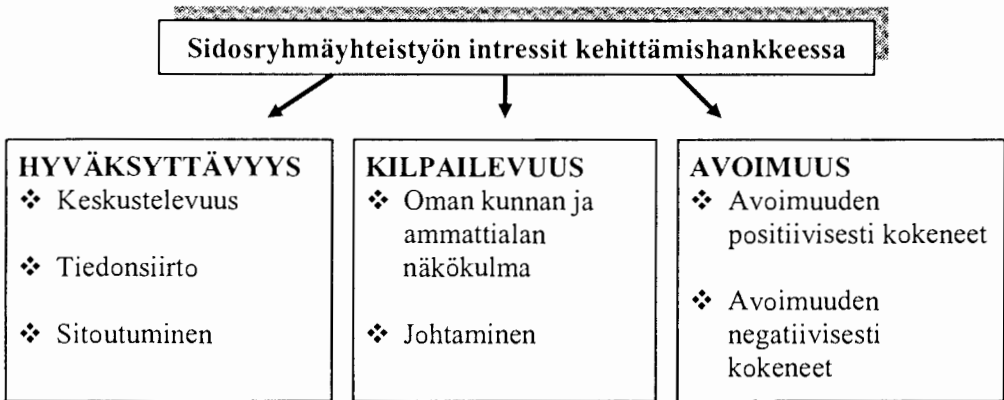 Sidosryhmäyhteistyön intressit kehittämishankkeessa
HYVÄKSYTTÄVYYS
❖ Keskustelevuus
❖ Tiedonsiirto
❖ Sitoutuminen
KILPAILEVUUS
❖ Oman kunnan ja
ammattialan
näkökulma
❖ Johtaminen
AVOIMUUS
❖ Avoimuuden
positiivisesti kokeneet
❖ Avoimuuden
negatiivisesti
kokeneet